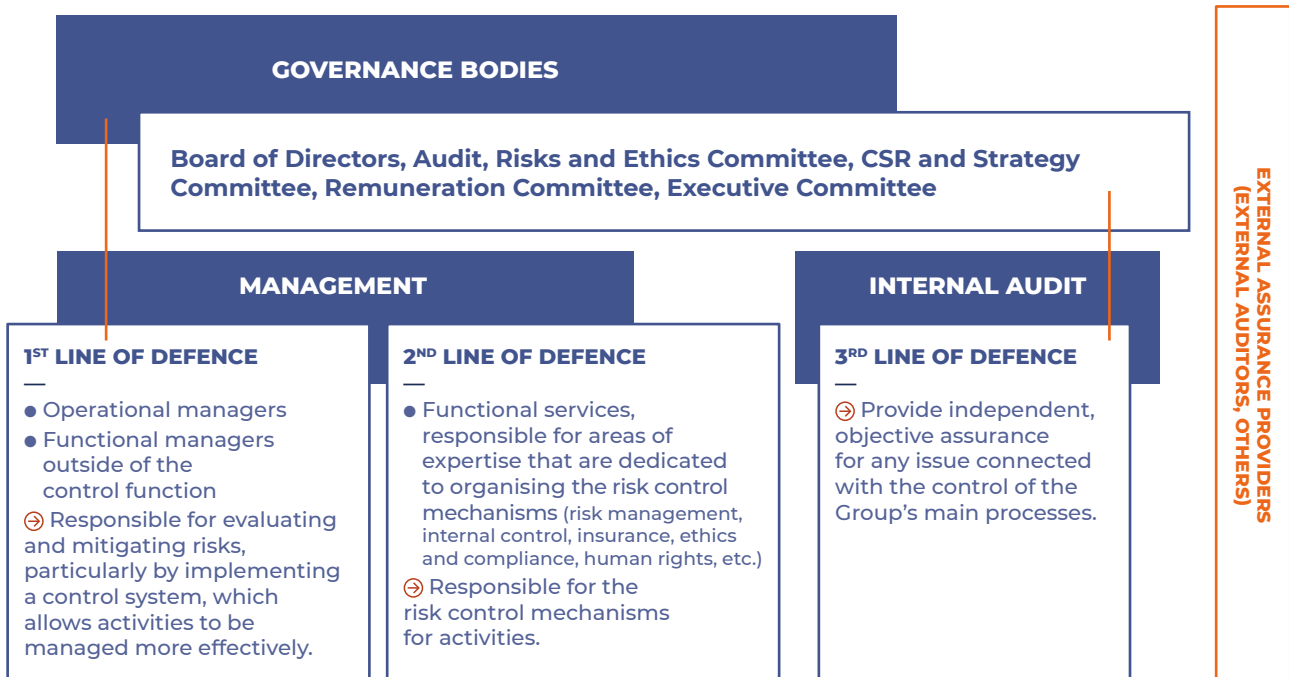 GOVERNANCE BODIES
Board of Directors, Audit, Risks and Ethics Committee, CSR and Strategy
Committee, Remuneration Committee, Executive Committee
MANAGEMENT
1ST LINE OF DEFENCE
—
• Operational managers
• Functional managers
outside of the
control function
→ Responsible for evaluating
and mitigating risks,
particularly by implementing
a control system, which
allows activities to be
managed more effectively.
2ND LINE OF DEFENCE
—
• Functional services,
responsible for areas of
expertise that are dedicated
to organising the risk control
mechanisms (risk management,
internal control, insurance, ethics
and compliance, human rights, etc.)
→ Responsible for the
risk control mechanisms
for activities.
INTERNAL AUDIT
3RD LINE OF DEFENCE
—
→ Provide independent,
objective assurance
for any issue connected
with the control of the
Group’s main processes.
EXTERNAL ASSURANCE PROVIDERS
(EXTERNAL AUDITORS, OTHERS)